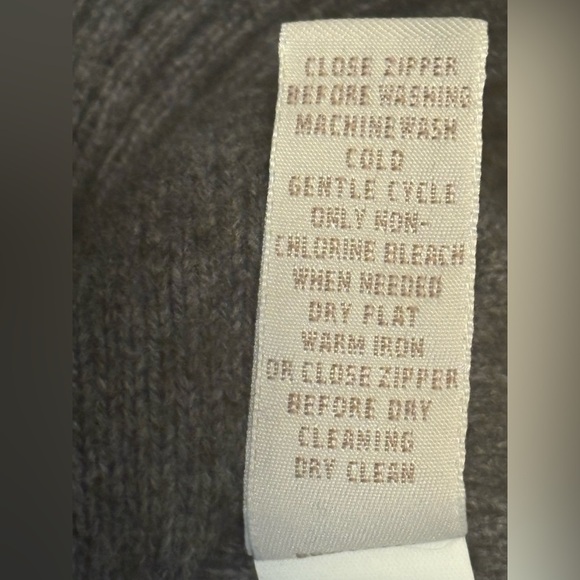 CLOSE ZIPPER
BEFORE WASHING
MACHINE WASH
COLD
GENTLE CYCLE
ONLY NON-
CHLORINE BLEACH
WHEN NEEDED
DRY FLAT
WARM IRON
OR CLOSE ZIPPER
BEFORE DRY
CLEANING
DRY CLEAN